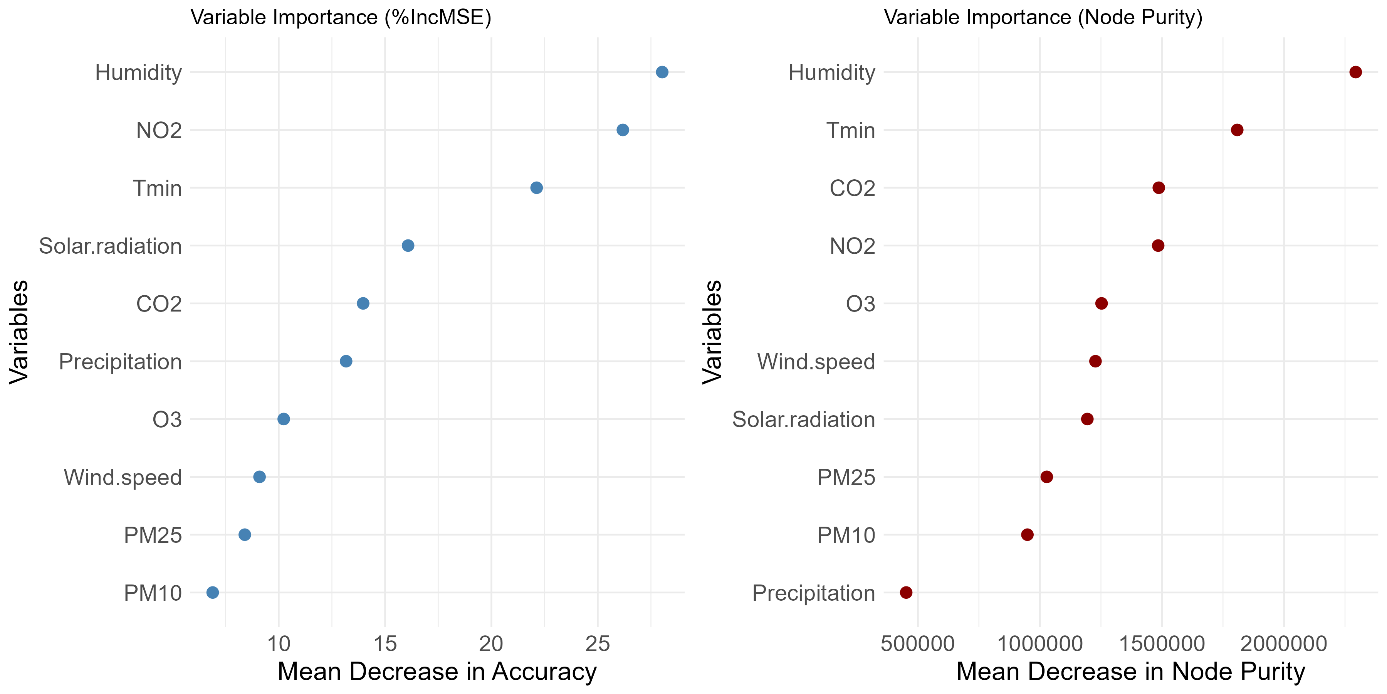 Variable Importance (%IncMSE)
Humidity
NO2
Tmin
Solar.radiation
CO2
Precipitation
O3
Wind.speed
PM25
PM10
Variables
10 15 20 25
Mean Decrease in Accuracy
Variable Importance (Node Purity)
Humidity
Tmin
CO2
NO2
O3
Wind.speed
Solar.radiation
PM25
PM10
Precipitation
Variables
500000 1000000 1500000 2000000
Mean Decrease in Node Purity